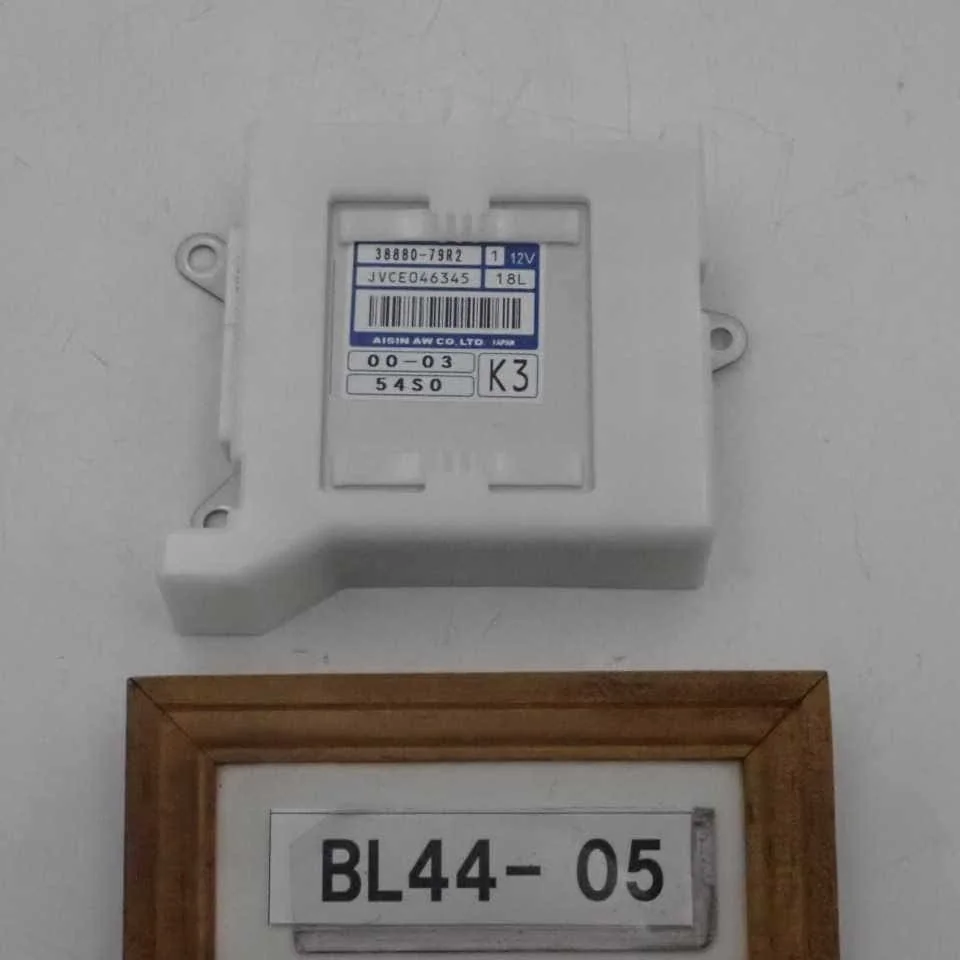 38880-79R2 1 12V
JVCE046345 18L
AISIN AW CO.,LTD. JAPAN
00-03
54S0 K3
BL44- 05